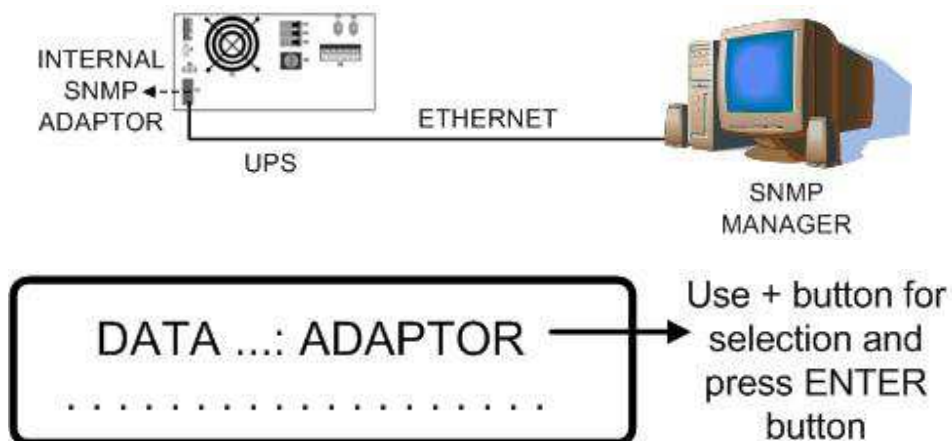 INTERNAL
SNMP
ADAPTOR
ETHERNET
UPS
SNMP
MANAGER
DATA ...: ADAPTOR
. . . . . . . . . . . . . . . . . . .
Use + button for
selection and
press ENTER
button